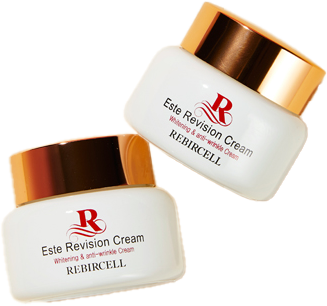 R
Este Revision Cream
Whitening & anti-wrinkle Cream
REBIRCELL
R
Este Revision Cream
Whitening & anti-wrinkle Cream
REBIRCELL